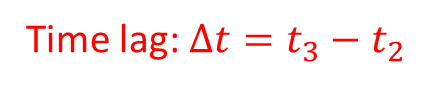 Time lag: Δt = t₃ − t₂